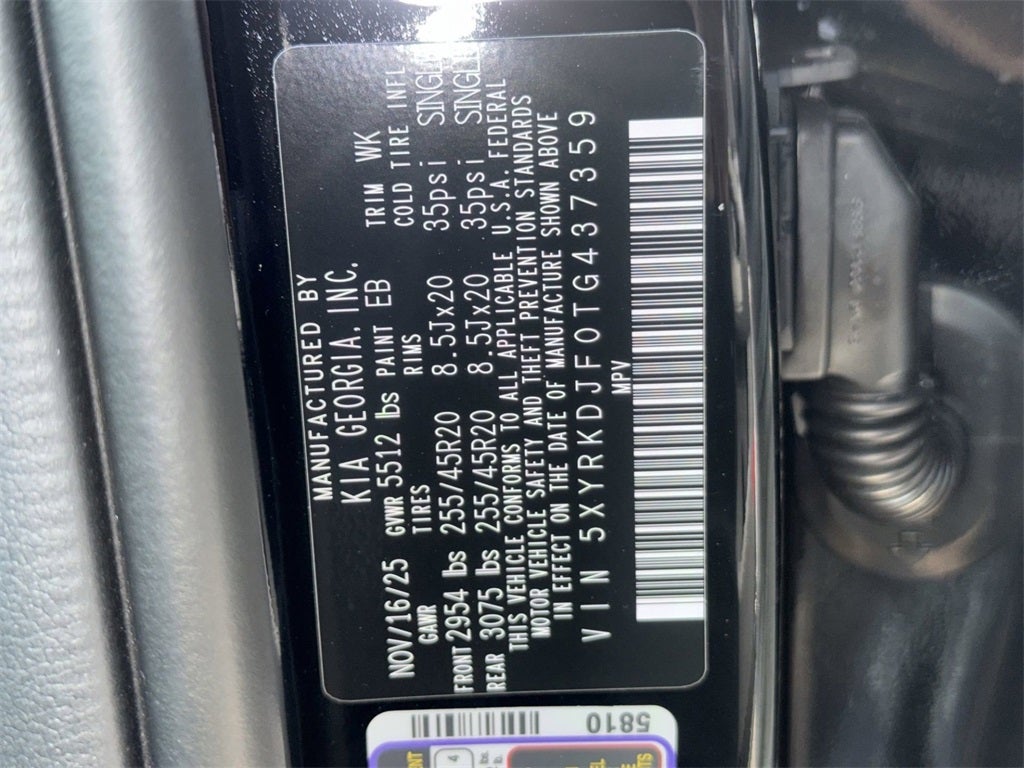 MANUFACTURED BY
KIA GEORGIA, INC.
NOV/16/25 GVWR 5512 lbs PAINT EB TRIM WK
GAWR TIRES RIMS COLD TIRE INFL
FRONT 2954 lbs 255/45R20 8.5Jx20 35psi SINGL
REAR 3075 lbs 255/45R20 8.5Jx20 35psi SINGL
THIS VEHICLE CONFORMS TO ALL APPLICABLE U.S.A. FEDERAL
MOTOR VEHICLE SAFETY AND THEFT PREVENTION STANDARDS
IN EFFECT ON THE DATE OF MANUFACTURE SHOWN ABOVE
VIN 5XYRKDJF0TG437359
MPV
5810
4